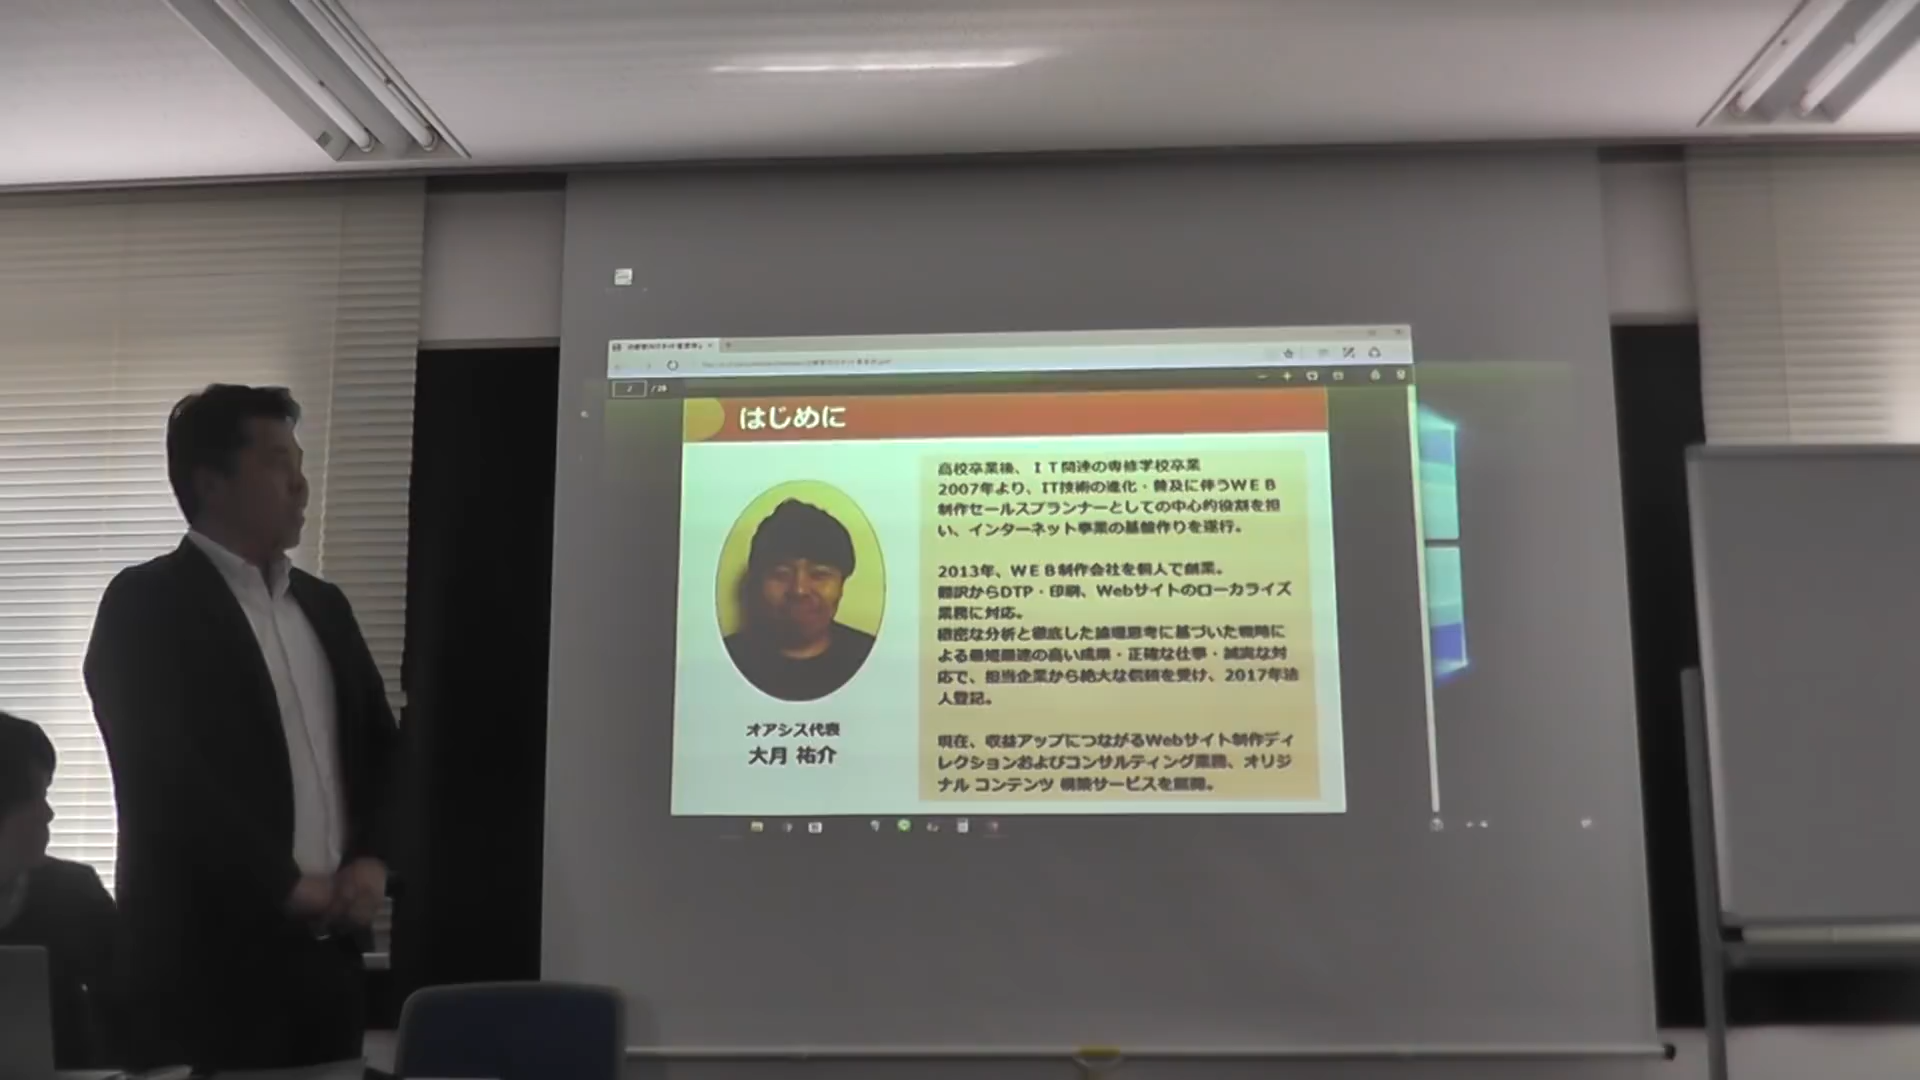 2 / 28
はじめに
高校卒業後、ＩＴ関連の専修学校卒業
2007年より、IT技術の進化・普及に伴うＷＥＢ
制作セールスプランナーとしての中心的役割を担
い、インターネット事業の基盤作りを遂行。
2013年、ＷＥＢ制作会社を個人で創業。
翻訳からDTP・印刷、Webサイトのローカライズ
業務に対応。
緻密な分析と徹底した論理思考に基づいた戦略に
よる最短最速の高い成果・正確な仕事・誠実な対
応で、担当企業から絶大な信頼を受け、2017年法
人登記。
現在、収益アップにつながるWebサイト制作ディ
レクションおよびコンサルティング業務、オリジ
ナル コンテンツ 構築サービスを展開。
オアシス代表
大月 祐介